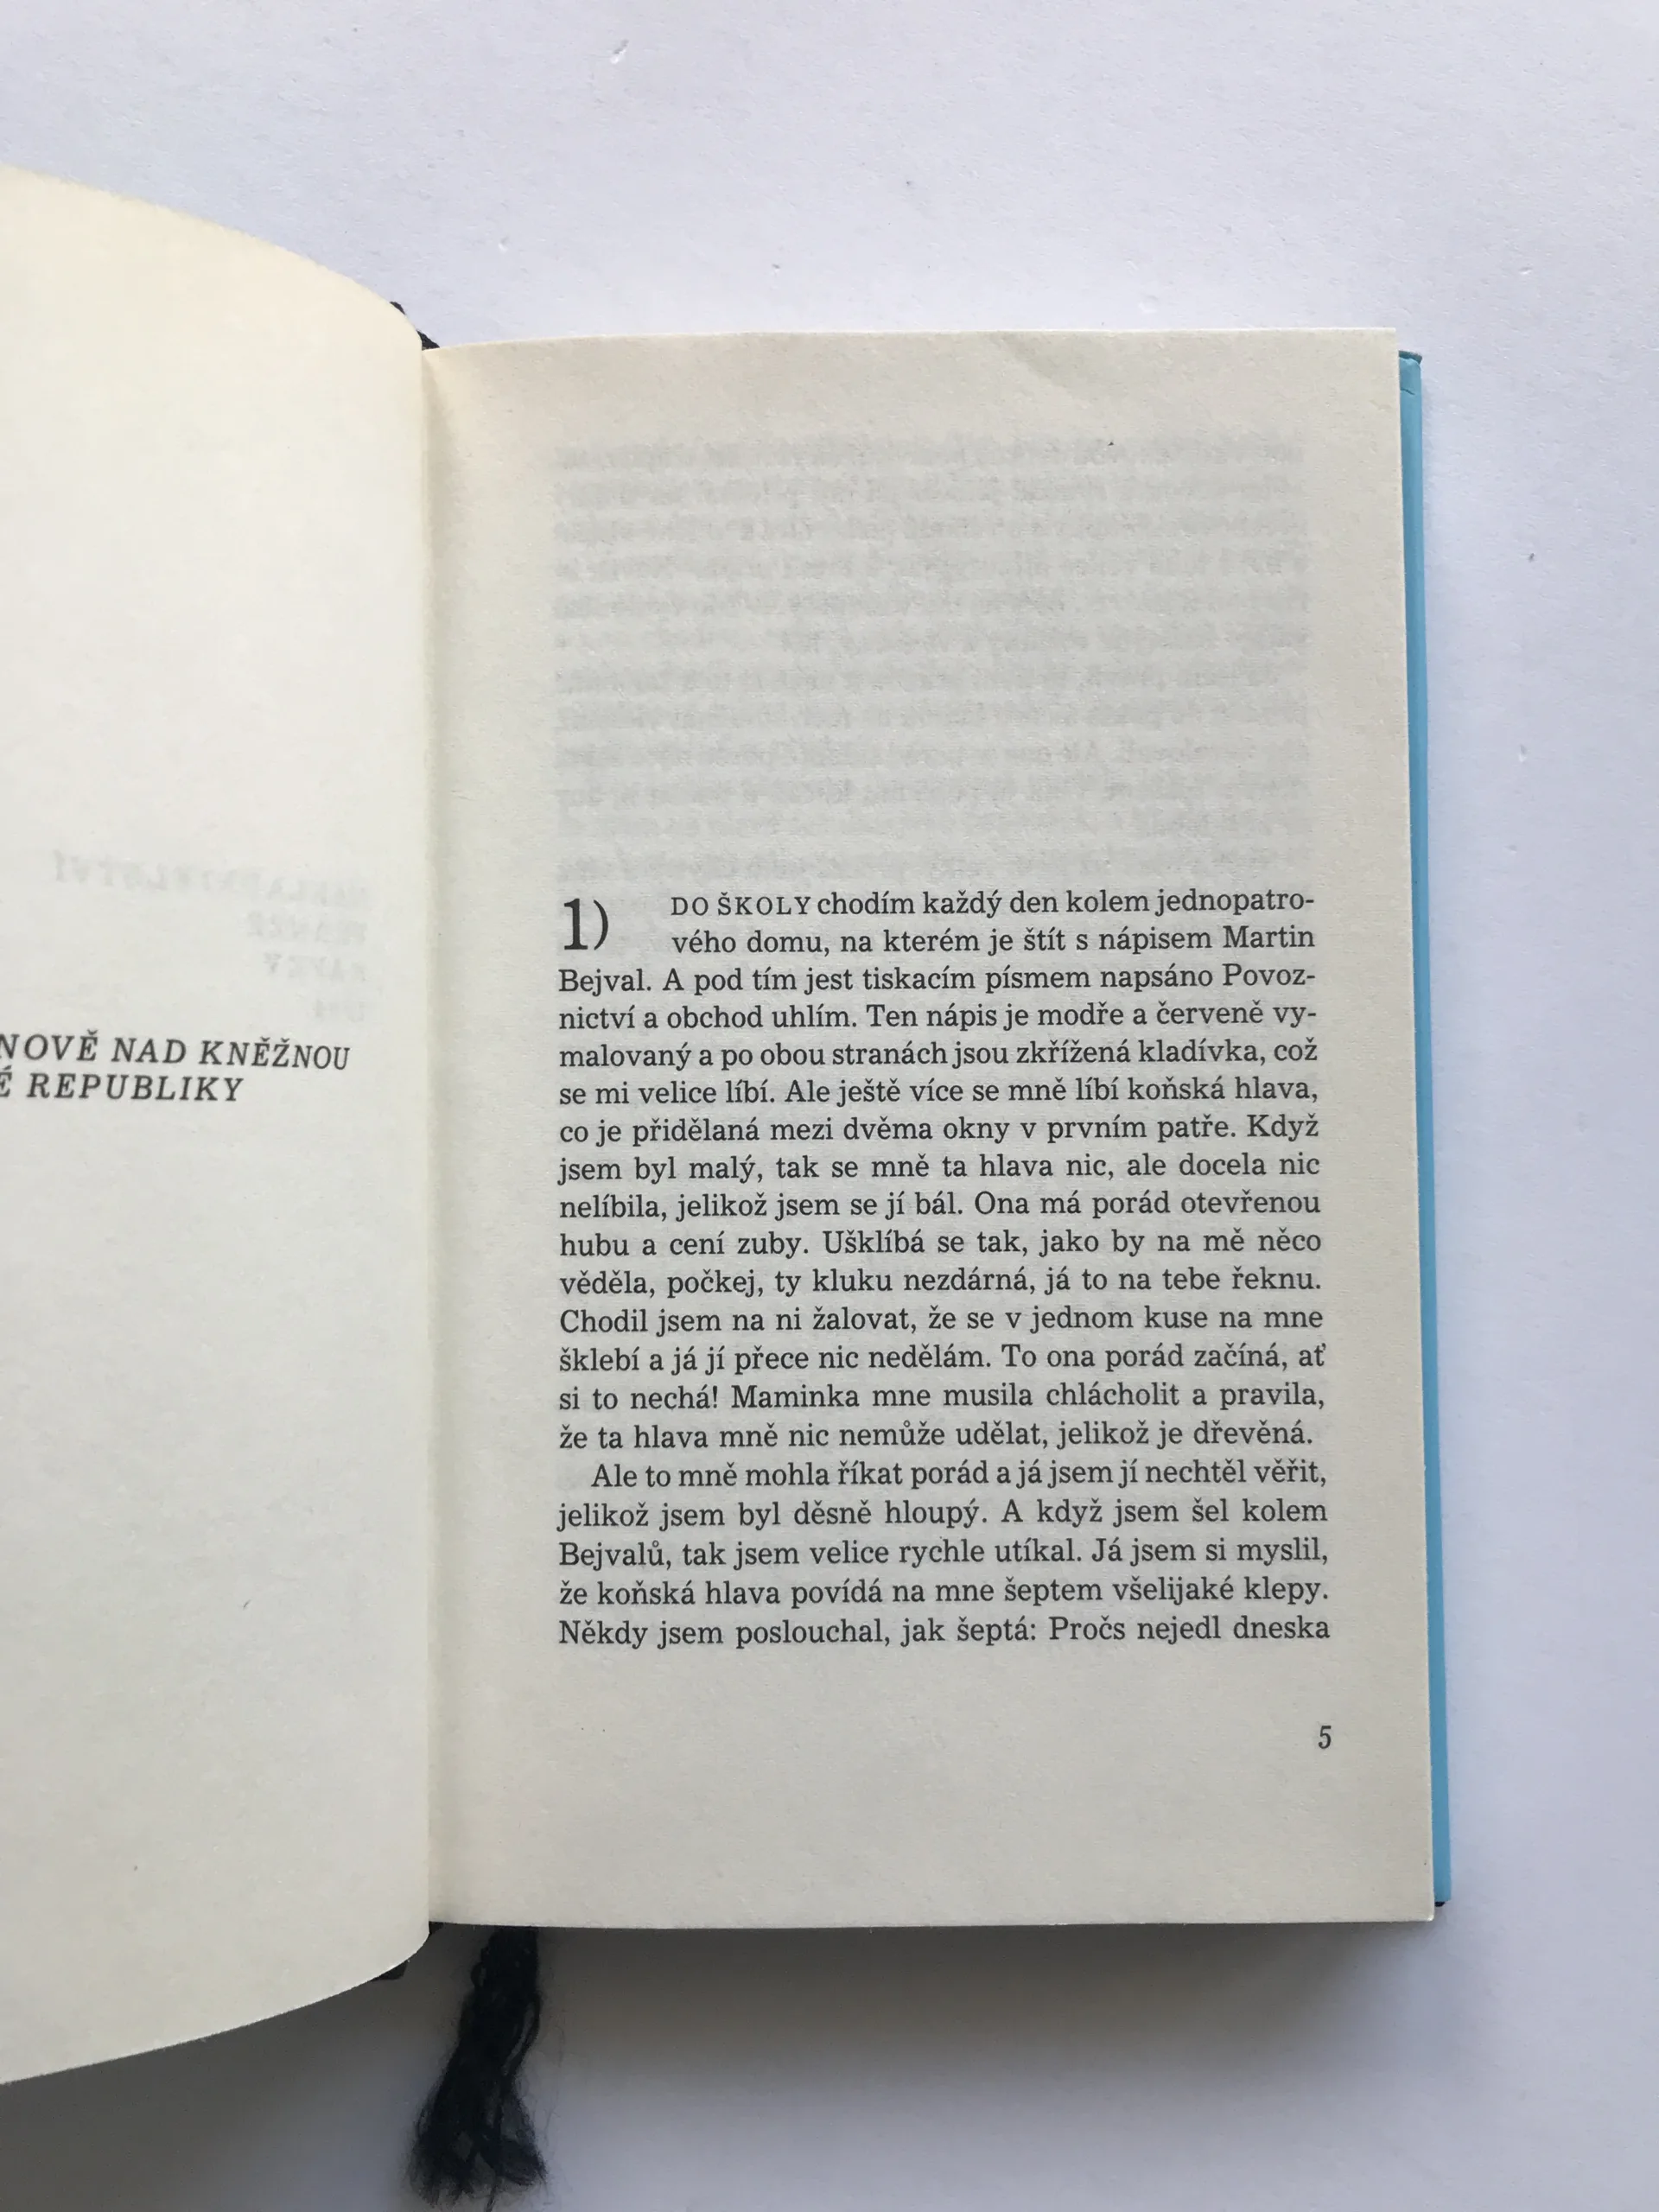 NOVĚ NAD KNĚŽNOU
É REPUBLIKY
1) DO ŠKOLY chodím každý den kolem jednopatro-
vého domu, na kterém je štít s nápisem Martin
Bejval. A pod tím jest tiskacím písmem napsáno Povoz-
nictví a obchod uhlím. Ten nápis je modře a červeně vy-
malovaný a po obou stranách jsou zkřížená kladívka, což
se mi velice líbí. Ale ještě více se mně líbí koňská hlava,
co je přidělaná mezi dvěma okny v prvním patře. Když
jsem byl malý, tak se mně ta hlava nic, ale docela nic
nelíbila, jelikož jsem se jí bál. Ona má porád otevřenou
hubu a cení zuby. Ušklíbá se tak, jako by na mě něco
věděla, počkej, ty kluku nezdárná, já to na tebe řeknu.
Chodil jsem na ni žalovat, že se v jednom kuse na mne
šklebí a já jí přece nic nedělám. To ona porád začíná, ať
si to nechá! Maminka mne musila chlácholit a pravila,
že ta hlava mně nic nemůže udělat, jelikož je dřevěná.
Ale to mně mohla říkat porád a já jsem jí nechtěl věřit,
jelikož jsem byl děsně hloupý. A když jsem šel kolem
Bejvalů, tak jsem velice rychle utíkal. Já jsem si myslil,
že koňská hlava povídá na mne šeptem všelijaké klepy.
Někdy jsem poslouchal, jak šeptá: Pročs nejedl dneska
5